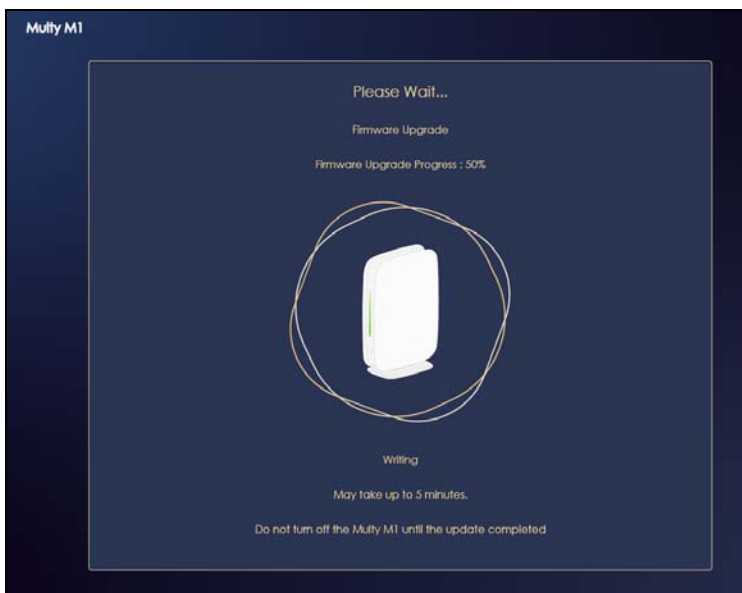 Multy M1
Please Wait...
Firmware Upgrade
Firmware Upgrade Progress : 50%
Writing
May take up to 5 minutes.
Do not turn off the Multy M1 until the update completed